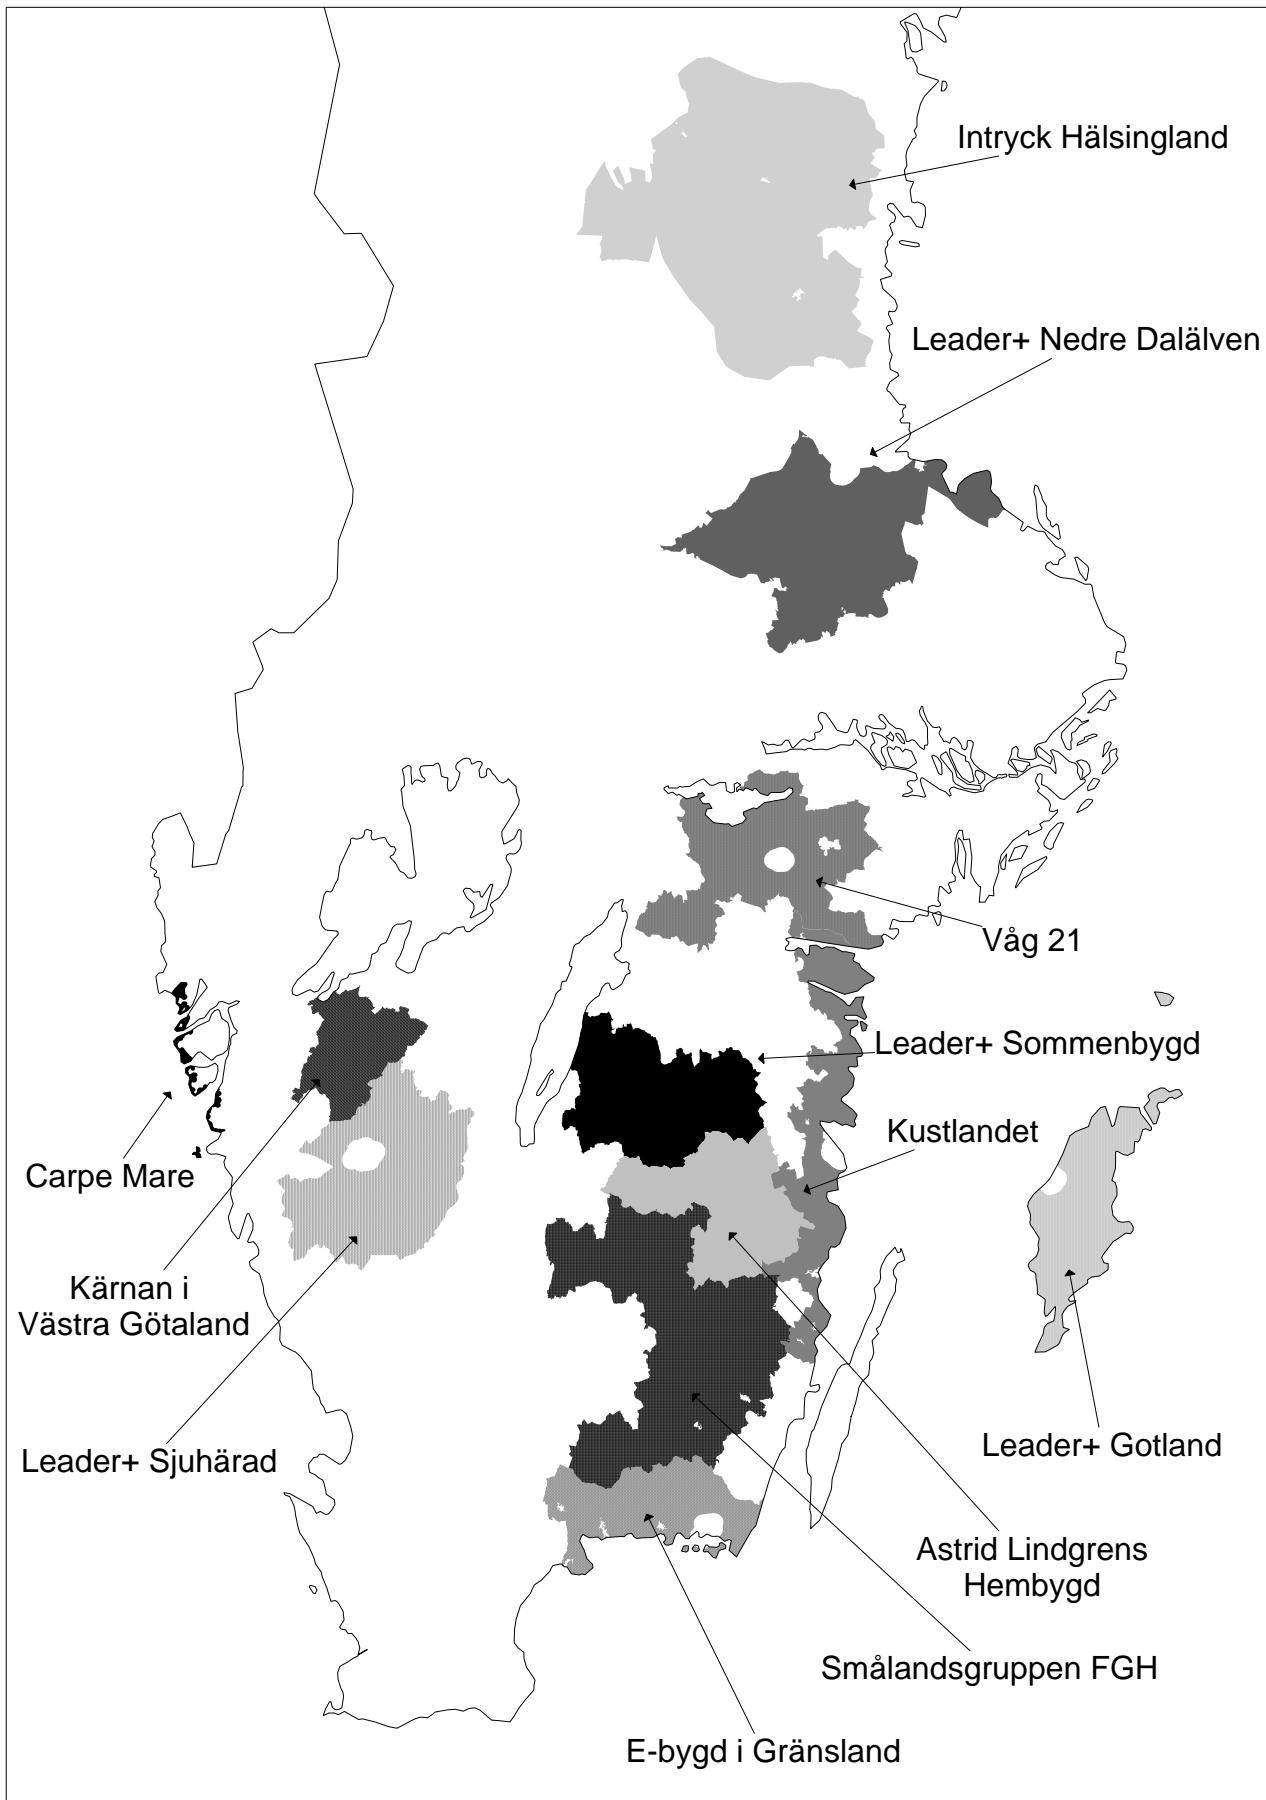 Intryck Hälsingland
Leader+ Nedre Dalälven
Våg 21
Leader+ Sommenbygd
Kustlandet
Carpe Mare
Kärnan i
Västra Götaland
Leader+ Sjuhärad
Leader+ Gotland
Astrid Lindgrens
Hembygd
Smålandsgruppen FGH
E-bygd i Gränsland